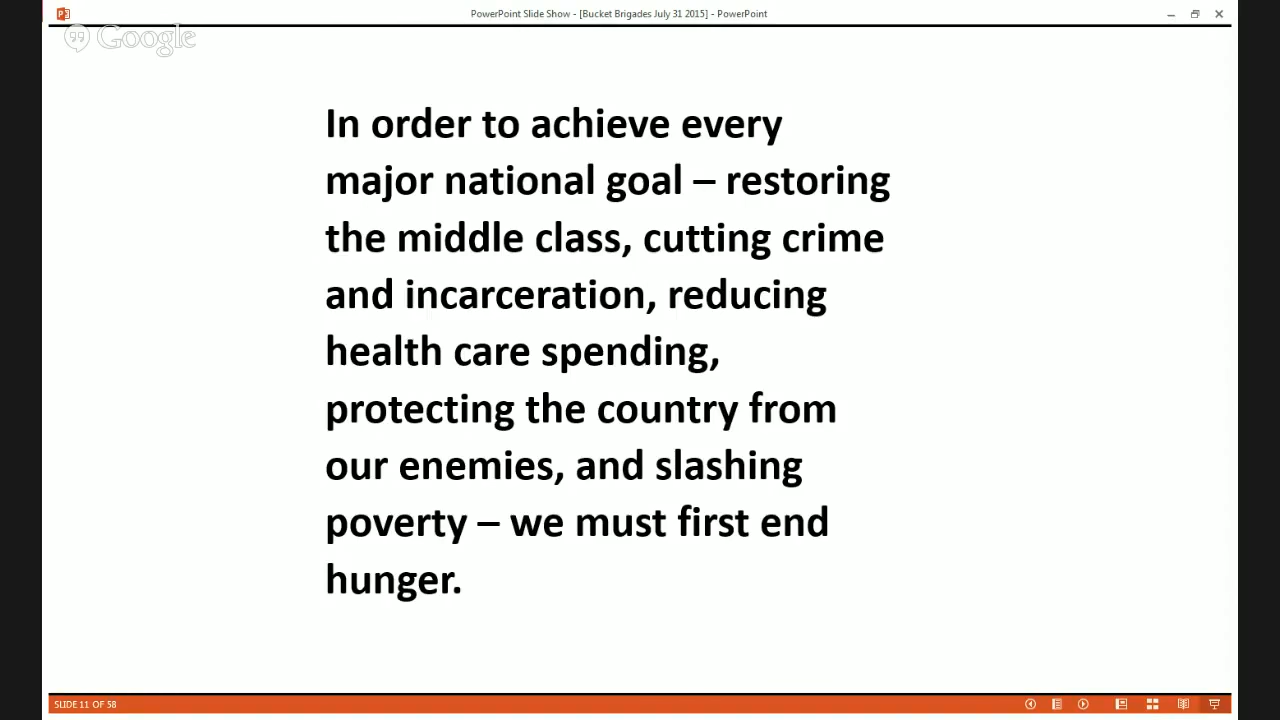 PowerPoint Slide Show - [Bucket Brigades July 31 2015] - PowerPoint
Google
In order to achieve every
major national goal – restoring
the middle class, cutting crime
and incarceration, reducing
health care spending,
protecting the country from
our enemies, and slashing
poverty – we must first end
hunger.
SLIDE 11 OF 58